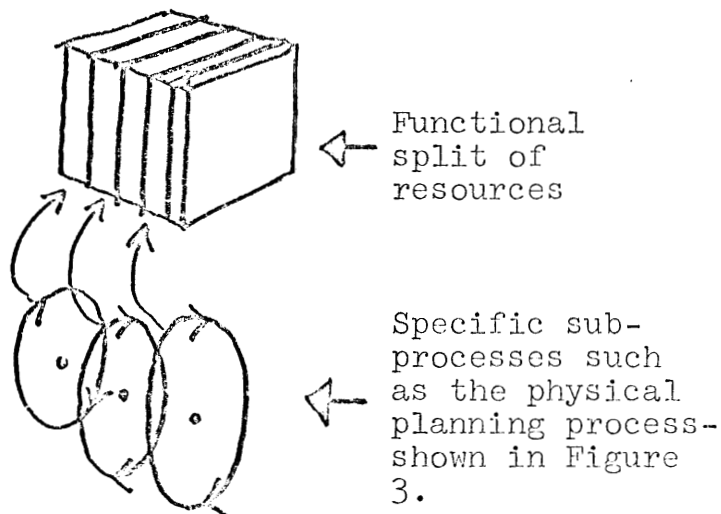 Functional
split of
resources
Specific sub-
processes such
as the physical
planning process-
shown in Figure
3.